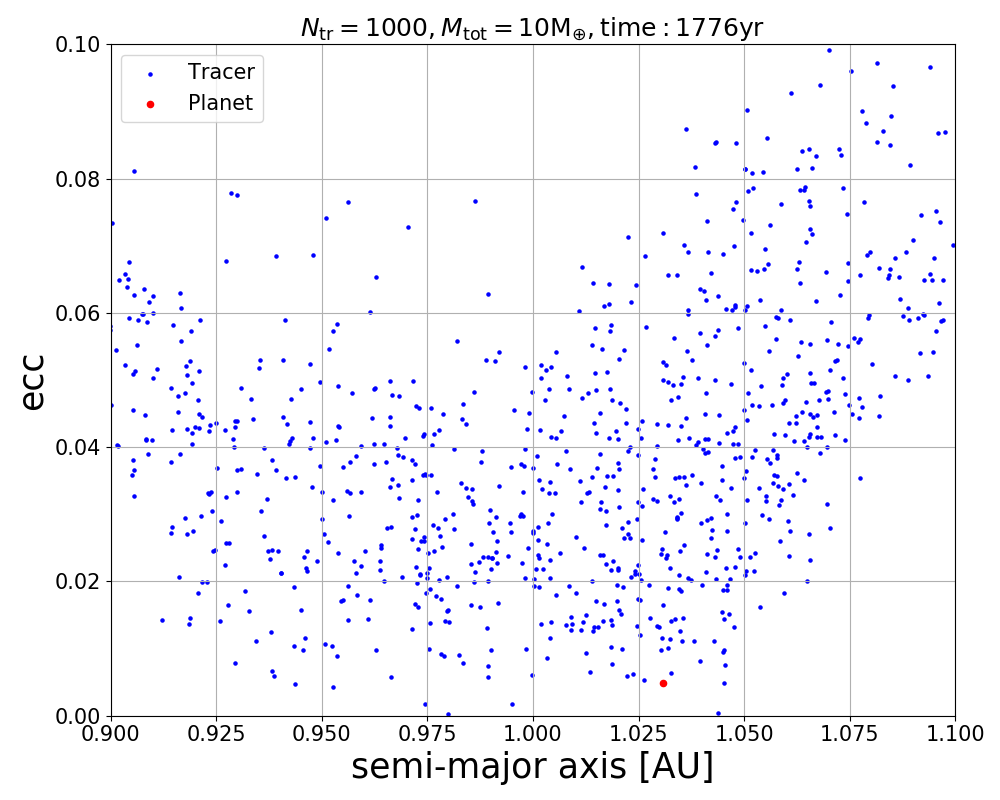 N_tr = 1000, M_tot = 10M_⊕, time : 1776yr
Tracer
Planet
0.10
0.08
0.06
0.04
0.02
0.00
ecc
0.900 0.925 0.950 0.975 1.000 1.025 1.050 1.075 1.100
semi-major axis [AU]